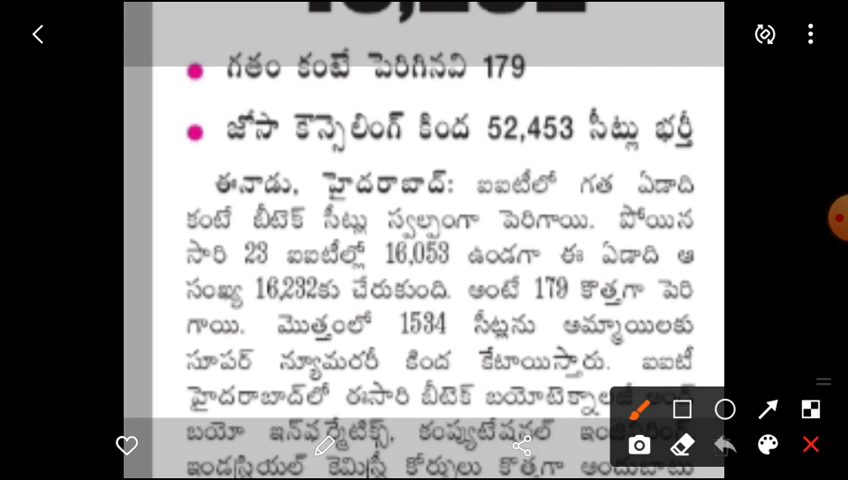 • గతం కంటే పెరిగినవి 179
• జోసా కౌన్సెలింగ్ కింద 52,453 సీట్లు భర్తీ
ఈనాడు, హైదరాబాద్: ఐఐటీలో గత ఏడాది
కంటే బీటెక్ సీట్లు స్వల్పంగా పెరిగాయి. పోయిన
సారి 23 ఐఐటీల్లో 16,053 ఉండగా ఈ ఏడాది ఆ
సంఖ్య 16,232కు చేరుకుంది. అంటే 179 కొత్తగా పెరి
గాయి. మొత్తంలో 1534 సీట్లను అమ్మాయిలకు
సూపర్ న్యూమరరీ కింద కేటాయిస్తారు. ఐఐటీ
హైదరాబాద్‌లో ఈసారి బీటెక్ బయోటెక్నాలజీ అండ్
బయో ఇన్‌ఫర్మేటిక్స్, కంప్యుటేషనల్ ఇంజినీరింగ్,
ఇండస్ట్రియల్ కెమిస్ట్రీ కోర్సులు కొత్తగా అందుబాటు